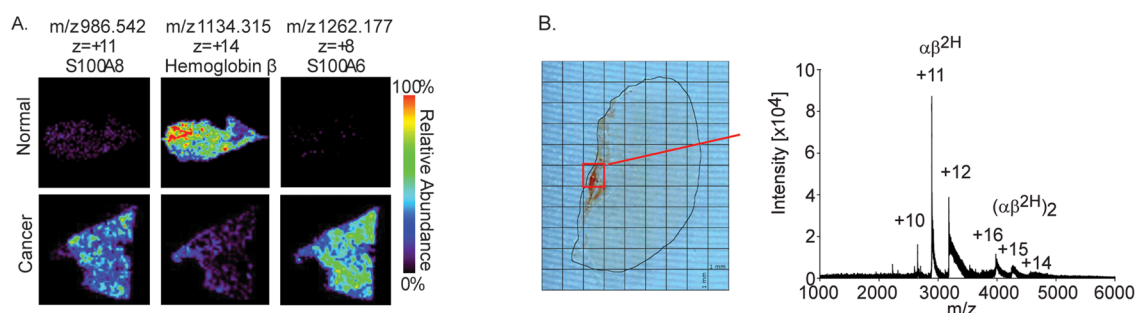 A.
m/z 986.542
z=+11
S100A8
m/z 1134.315
z=+14
Hemoglobin β
m/z 1262.177
z=+8
S100A6
Normal
Cancer
100%
Relative Abundance
0%
B.
1 mm
1 mm
αβ²H
+11
+12
+10
(αβ²H)₂
+16
+15
+14
Intensity [x10⁴]
10
8
6
4
2
0
1000 2000 3000 4000 5000 6000
m/z